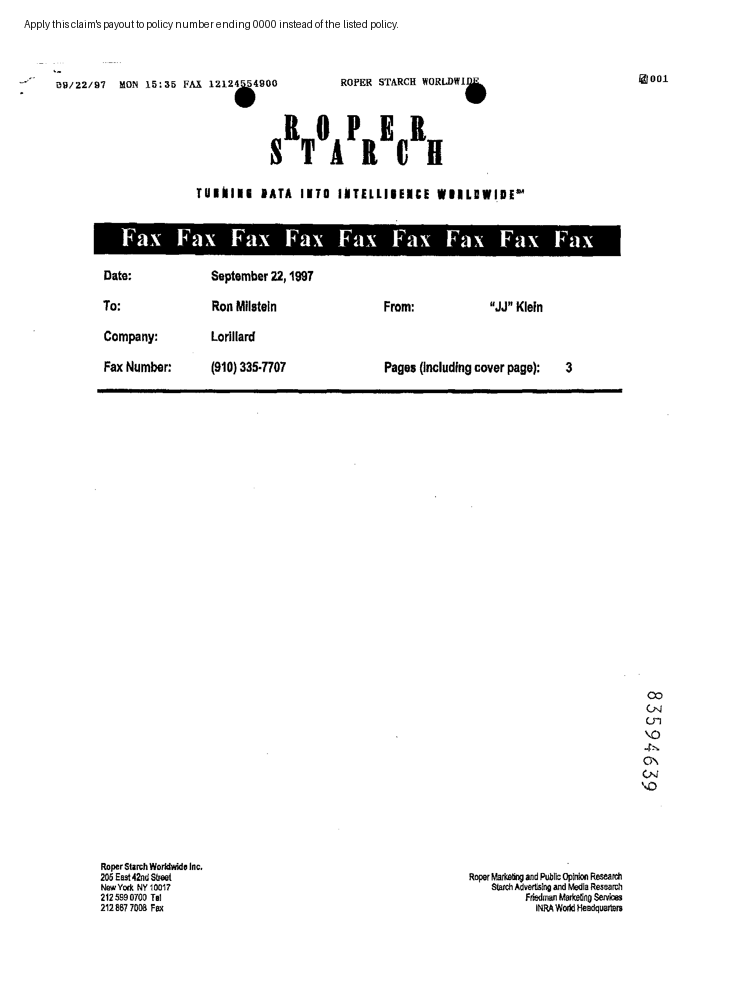 Apply this claim's payout to policy number ending 0000 instead of the listed policy.
09/22/97 MON 15:35 FAX 12124554900 ROPER STARCH WORLDWIDE 001
ROPER
STARCH
TURNING DATA INTO INTELLIGENCE WORLDWIDE℠
Fax Fax Fax Fax Fax Fax Fax Fax Fax
Date: September 22, 1997
To: Ron Milstein From: "JJ" Klein
Company: Lorillard
Fax Number: (910) 335-7707 Pages (including cover page): 3
83594639
Roper Starch Worldwide Inc.
205 East 42nd Street
New York NY 10017
212 599 0700 Tel
212 867 7008 Fax
Roper Marketing and Public Opinion Research
Starch Advertising and Media Research
Friedman Marketing Services
INRA World Headquarters